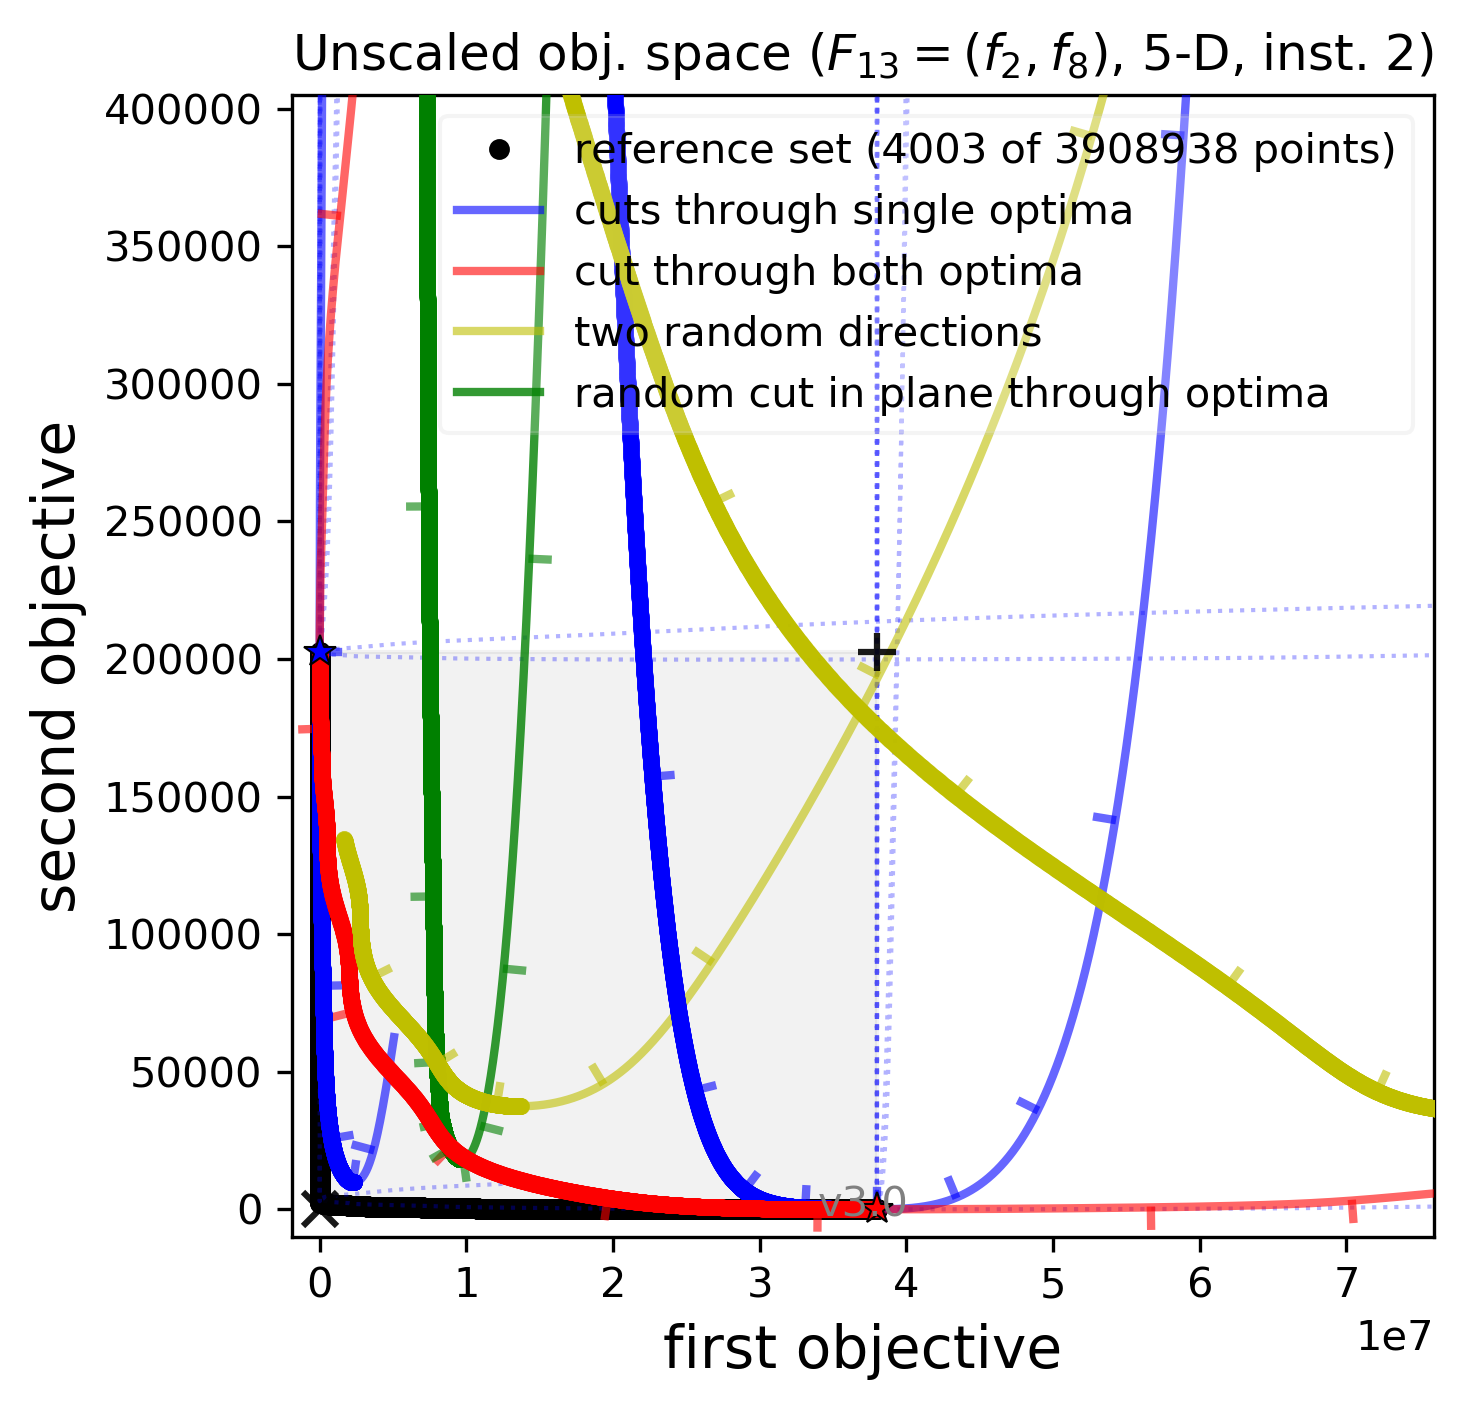 Unscaled obj. space (F₁₃ = (f₂, f₈), 5-D, inst. 2)
reference set (4003 of 3908938 points)
cuts through single optima
cut through both optima
two random directions
random cut in plane through optima
400000
350000
300000
250000
200000
150000
100000
50000
0
second objective
v3.0
0 1 2 3 4 5 6 7
1e7
first objective